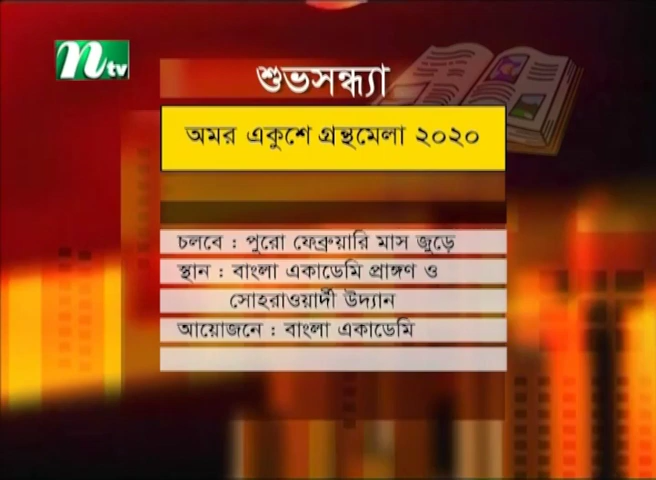 ntv
শুভসন্ধ্যা
অমর একুশে গ্রন্থমেলা ২০২০
চলবে : পুরো ফেব্রুয়ারি মাস জুড়ে
স্থান : বাংলা একাডেমি প্রাঙ্গণ ও
সোহরাওয়ার্দী উদ্যান
আয়োজনে : বাংলা একাডেমি